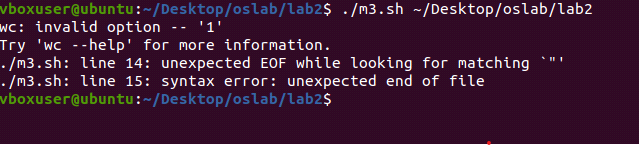 vboxuser@ubuntu:~/Desktop/oslab/lab2$ ./m3.sh ~/Desktop/oslab/lab2
wc: invalid option -- '1'
Try 'wc --help' for more information.
./m3.sh: line 14: unexpected EOF while looking for matching `"'
./m3.sh: line 15: syntax error: unexpected end of file
vboxuser@ubuntu:~/Desktop/oslab/lab2$